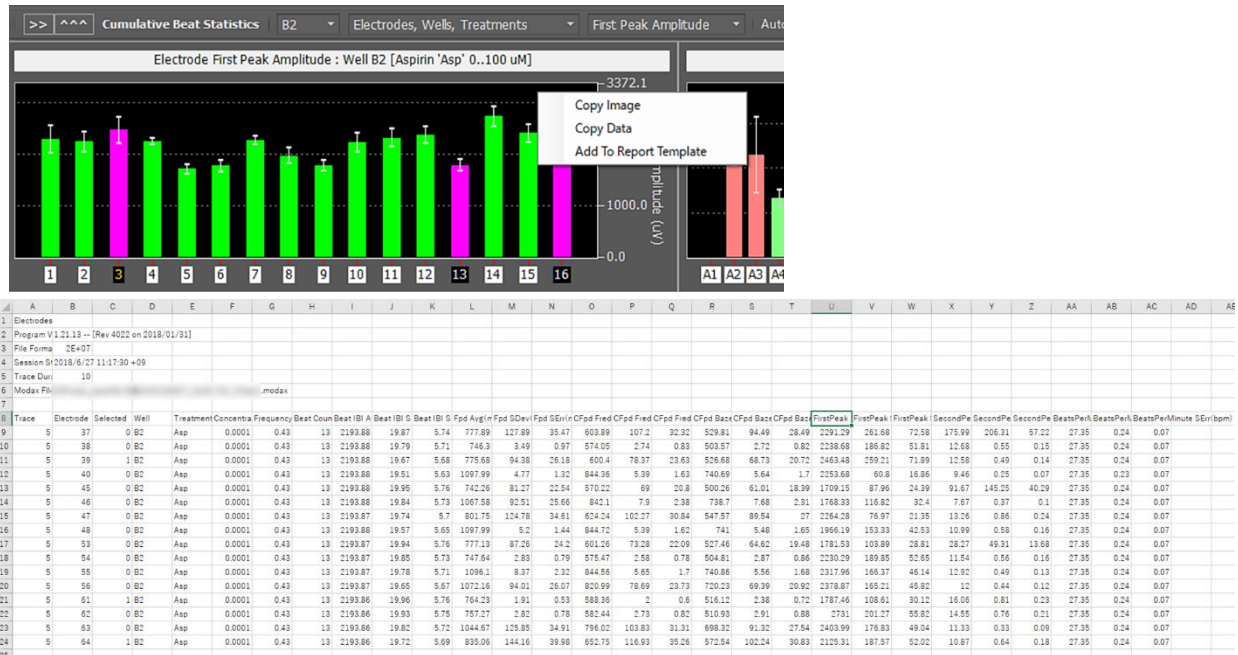 >> ^^^ Cumulative Beat Statistics B2 Electrodes, Wells, Treatments First Peak Amplitude Aut
Electrode First Peak Amplitude : Well B2 [Aspirin 'Asp' 0..100 uM]
3372.1
Copy Image
Copy Data
Add To Report Template
1000.0
mplitude (uV)
0.0
1 2 3 4 5 6 7 8 9 10 11 12 13 14 15 16 A1 A2 A3 A4
A B C D E F G H I J K L M N O P Q R S T U V W X Y Z AA AB AC AD AE
1 Electrodes
2 Program V 1.21.13 -- [Rev 4022 on 2018/01/31]
3 File Forma 2E+07
4 Session St 2018/6/27 11:17:30 +09
5 Trace Dur 10
6 Modax File .modax
7
8 Trace Electrode Selected Well Treatment Concentra Frequency Beat Coun Beat IBI A Beat IBI S Beat IBI S Fpd Avg(n Fpd SDevi Fpd SErr(r CFpd Fred CFpd Fred CFpd Fred CFpd Baze CFpd Baze CFpd Baze FirstPeak FirstPeak FirstPeak SecondPe SecondPe SecondPe BeatsPerM BeatsPerM BeatsPerMinute SErr(bpm)
9 5 37 0 B2 Asp 0.0001 0.43 13 2193.88 19.87 5.74 777.89 127.89 35.47 603.89 107.2 32.32 529.81 94.49 28.49 2291.29 261.68 72.58 175.99 206.31 57.22 27.35 0.24 0.07
10 5 38 0 B2 Asp 0.0001 0.43 13 2193.88 19.79 5.71 746.3 3.49 0.97 574.05 2.74 0.83 503.57 2.72 0.82 2238.68 186.82 51.81 12.68 0.55 0.15 27.35 0.24 0.07
11 5 39 1 B2 Asp 0.0001 0.43 13 2193.88 19.67 5.68 775.68 94.38 26.18 600.4 78.37 23.63 526.68 68.73 20.72 2463.48 259.21 71.89 12.58 0.49 0.14 27.35 0.24 0.07
12 5 40 0 B2 Asp 0.0001 0.43 13 2193.88 19.51 5.63 1097.99 4.77 1.32 844.36 5.39 1.63 740.69 5.64 1.7 2253.68 60.8 16.86 9.46 0.25 0.07 27.35 0.23 0.07
13 5 45 0 B2 Asp 0.0001 0.43 13 2193.88 19.95 5.76 742.26 81.27 22.54 570.22 69 20.8 500.26 61.01 18.39 1709.15 87.96 24.39 91.67 145.25 40.29 27.35 0.24 0.07
14 5 46 0 B2 Asp 0.0001 0.43 13 2193.88 19.84 5.73 1067.58 92.51 25.66 842.1 7.9 2.38 738.7 7.68 2.31 1768.33 116.82 32.4 7.67 0.37 0.1 27.35 0.24 0.07
15 5 47 0 B2 Asp 0.0001 0.43 13 2193.87 19.74 5.7 801.75 124.78 34.61 624.24 102.27 30.84 547.57 89.54 27 2264.28 76.97 21.35 13.26 0.86 0.24 27.35 0.24 0.07
16 5 48 0 B2 Asp 0.0001 0.43 13 2193.88 19.57 5.65 1097.99 5.2 1.44 844.72 5.39 1.62 741 5.48 1.65 1966.19 153.33 42.53 10.99 0.58 0.16 27.35 0.24 0.07
17 5 53 0 B2 Asp 0.0001 0.43 13 2193.87 19.94 5.76 777.13 87.26 24.2 601.26 73.28 22.09 527.46 64.62 19.48 1781.53 103.89 28.81 28.27 49.31 13.68 27.35 0.24 0.07
18 5 54 0 B2 Asp 0.0001 0.43 13 2193.87 19.85 5.73 747.64 2.83 0.79 575.47 2.58 0.78 504.81 2.87 0.86 2230.29 189.85 52.65 11.54 0.56 0.16 27.35 0.24 0.07
19 5 55 0 B2 Asp 0.0001 0.43 13 2193.87 19.78 5.71 1096.1 8.37 2.32 844.56 5.65 1.7 740.86 5.56 1.68 2317.96 166.37 46.14 12.92 0.49 0.13 27.35 0.24 0.07
20 5 56 0 B2 Asp 0.0001 0.43 13 2193.87 19.65 5.67 1072.16 94.01 26.07 820.99 78.69 23.73 720.23 69.39 20.92 2378.87 165.21 45.82 12 0.44 0.12 27.35 0.24 0.07
21 5 61 1 B2 Asp 0.0001 0.43 13 2193.86 19.96 5.76 764.23 1.91 0.53 588.36 2 0.6 516.12 2.38 0.72 1787.46 108.61 30.12 16.06 0.81 0.23 27.35 0.24 0.07
22 5 62 0 B2 Asp 0.0001 0.43 13 2193.86 19.93 5.75 757.27 2.82 0.78 582.44 2.73 0.82 510.93 2.91 0.88 2731 201.27 55.82 14.55 0.76 0.21 27.35 0.24 0.07
23 5 63 0 B2 Asp 0.0001 0.43 13 2193.86 19.82 5.72 1044.67 125.85 34.91 796.02 103.83 31.31 698.32 91.32 27.54 2403.99 176.83 49.04 11.33 0.33 0.09 27.35 0.24 0.07
24 5 64 1 B2 Asp 0.0001 0.43 13 2193.86 19.72 5.69 835.06 144.16 39.98 652.75 116.93 35.26 572.54 102.24 30.83 2125.31 187.57 52.02 10.87 0.64 0.18 27.35 0.24 0.07